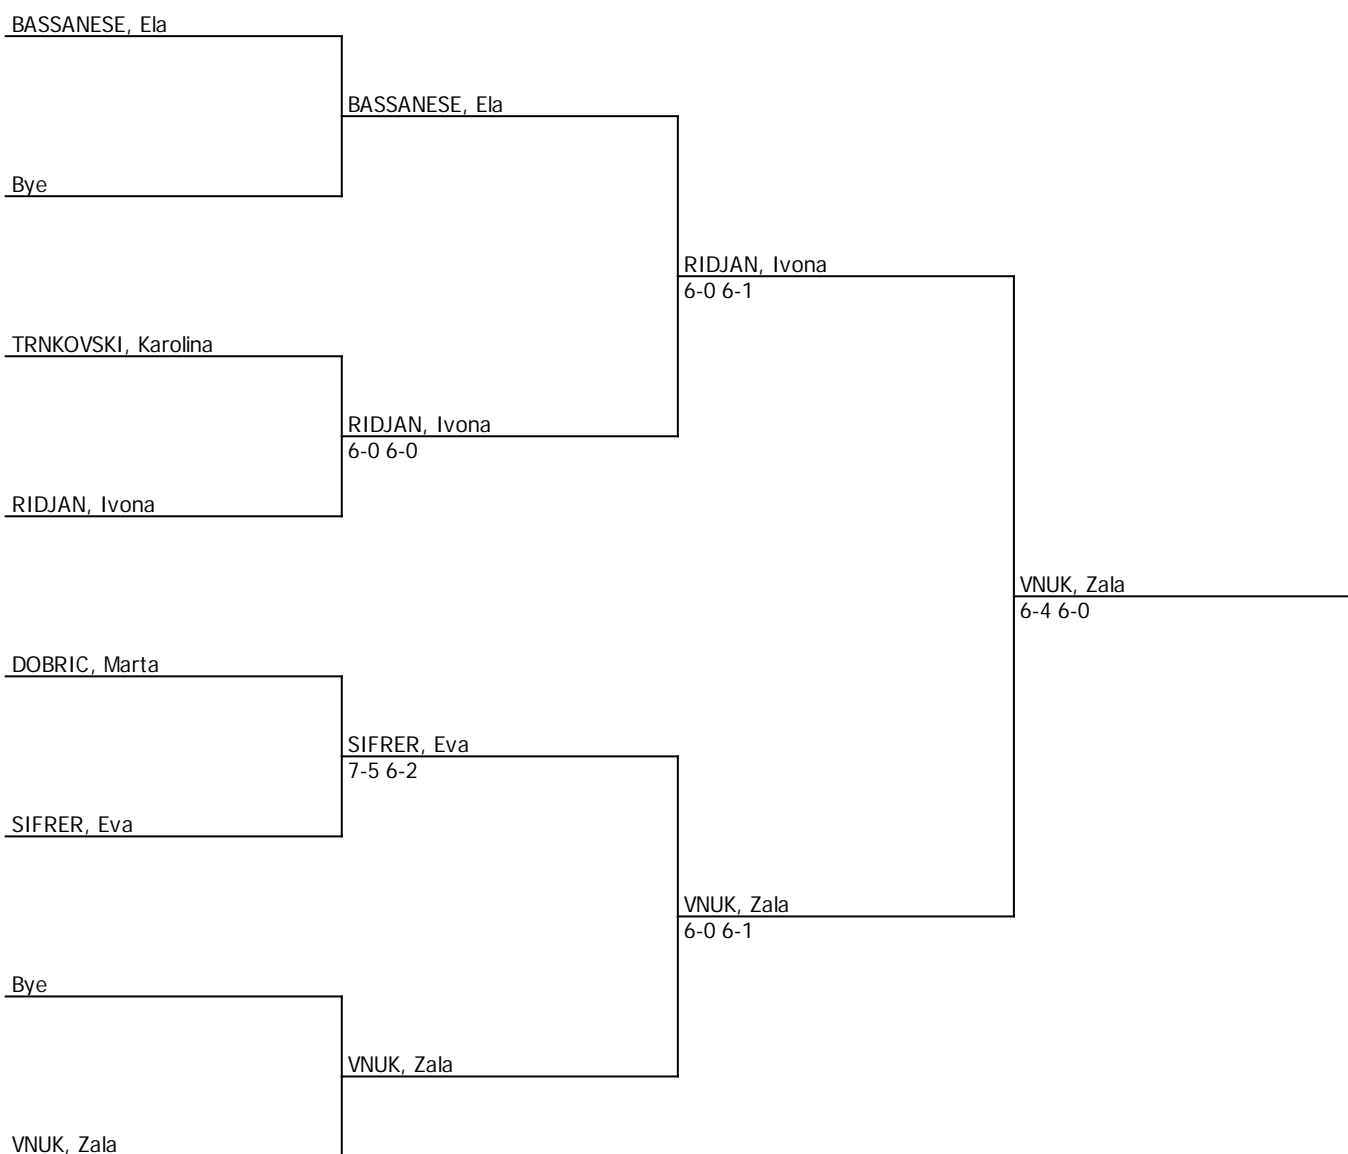 BASSANESE, Ela
BASSANESE, Ela
Bye
RIDJAN, Ivona
6-0 6-1
TRNKOVSKI, Karolina
RIDJAN, Ivona
6-0 6-0
RIDJAN, Ivona
VNUK, Zala
6-4 6-0
DOBRIC, Marta
SIFRER, Eva
7-5 6-2
SIFRER, Eva
VNUK, Zala
6-0 6-1
Bye
VNUK, Zala
VNUK, Zala